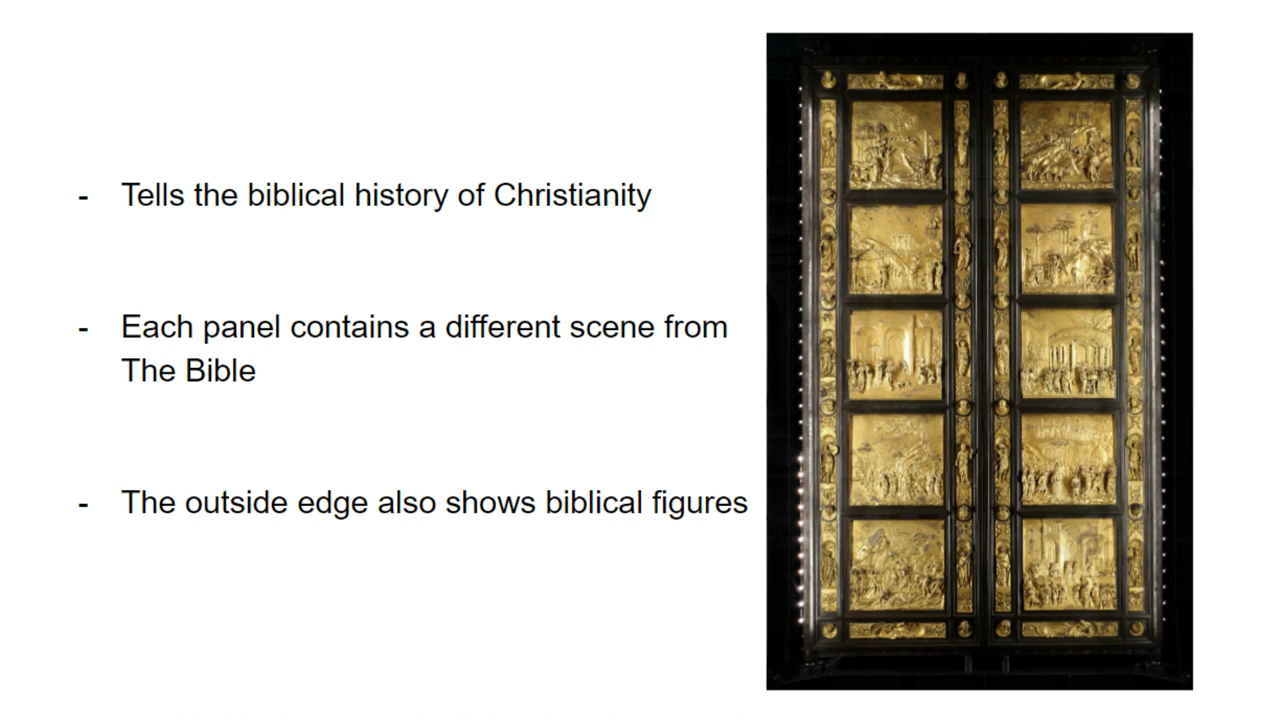 - Tells the biblical history of Christianity
- Each panel contains a different scene from
The Bible
- The outside edge also shows biblical figures